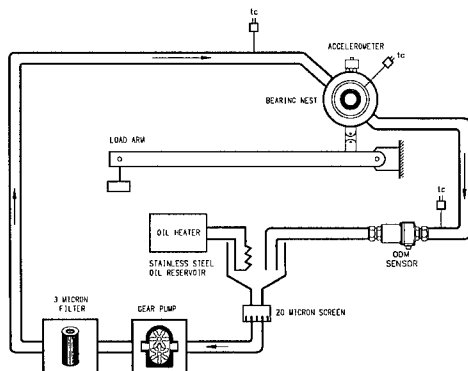 tc
ACCELEROMETER
tc
BEARING NEST
LOAD ARM
tc
OIL HEATER
STAINLESS STEEL
OIL RESERVOIR
ODM
SENSOR
3 MICRON
FILTER
GEAR PUMP
20 MICRON SCREEN